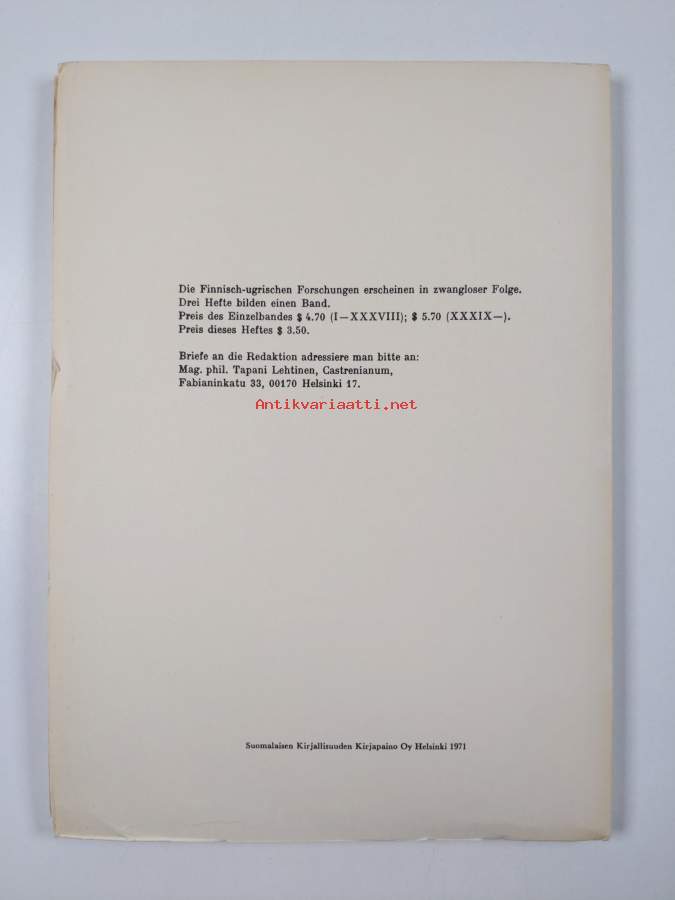 Die Finnisch-ugrischen Forschungen erscheinen in zwangloser Folge.
Drei Hefte bilden einen Band.
Preis des Einzelbandes $ 4.70 (I—XXXVIII); $ 5.70 (XXXIX—).
Preis dieses Heftes $ 3.50.
Briefe an die Redaktion adressiere man bitte an:
Mag. phil. Tapani Lehtinen, Castrenianum,
Fabianinkatu 33, 00170 Helsinki 17.
Antikvariaatti.net
Suomalaisen Kirjallisuuden Kirjapaino Oy Helsinki 1971